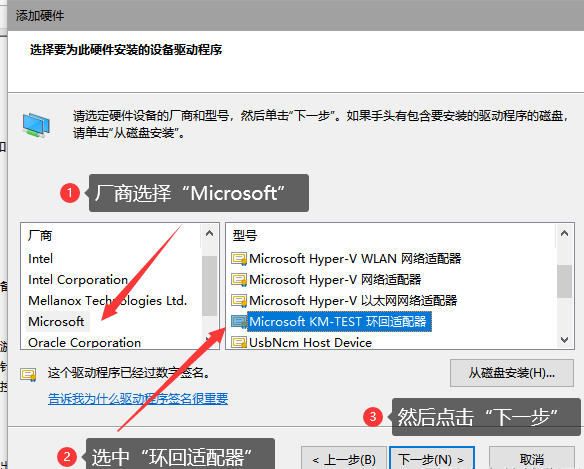 添加硬件
选择要为此硬件安装的设备驱动程序
请选定硬件设备的厂商和型号，然后单击“下一步”。如果手头有包含要安装的驱动程序的磁盘，
请单击“从磁盘安装”。
1 厂商选择“Microsoft”
厂商
Intel
Intel Corporation
Mellanox Technologies Ltd.
Microsoft
Oracle Corporation
型号
Microsoft Hyper-V WLAN 网络适配器
Microsoft Hyper-V 网络适配器
Microsoft Hyper-V 以太网网络适配器
Microsoft KM-TEST 环回适配器
UsbNcm Host Device
这个驱动程序已经过数字签名。
告诉我为什么驱动程序签名很重要
从磁盘安装(H)...
3 然后点击“下一步”
2 选中“环回适配器”
< 上一步(B)
下一步(N) >
取消